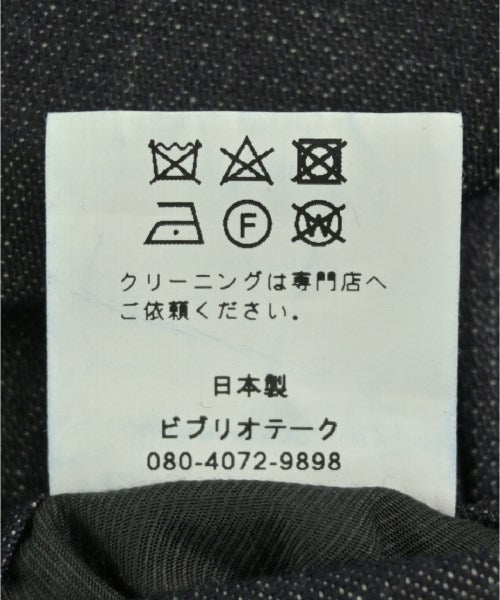 F W
クリーニングは専門店へ
ご依頼ください。
日本製
ビブリオテーク
080-4072-9898